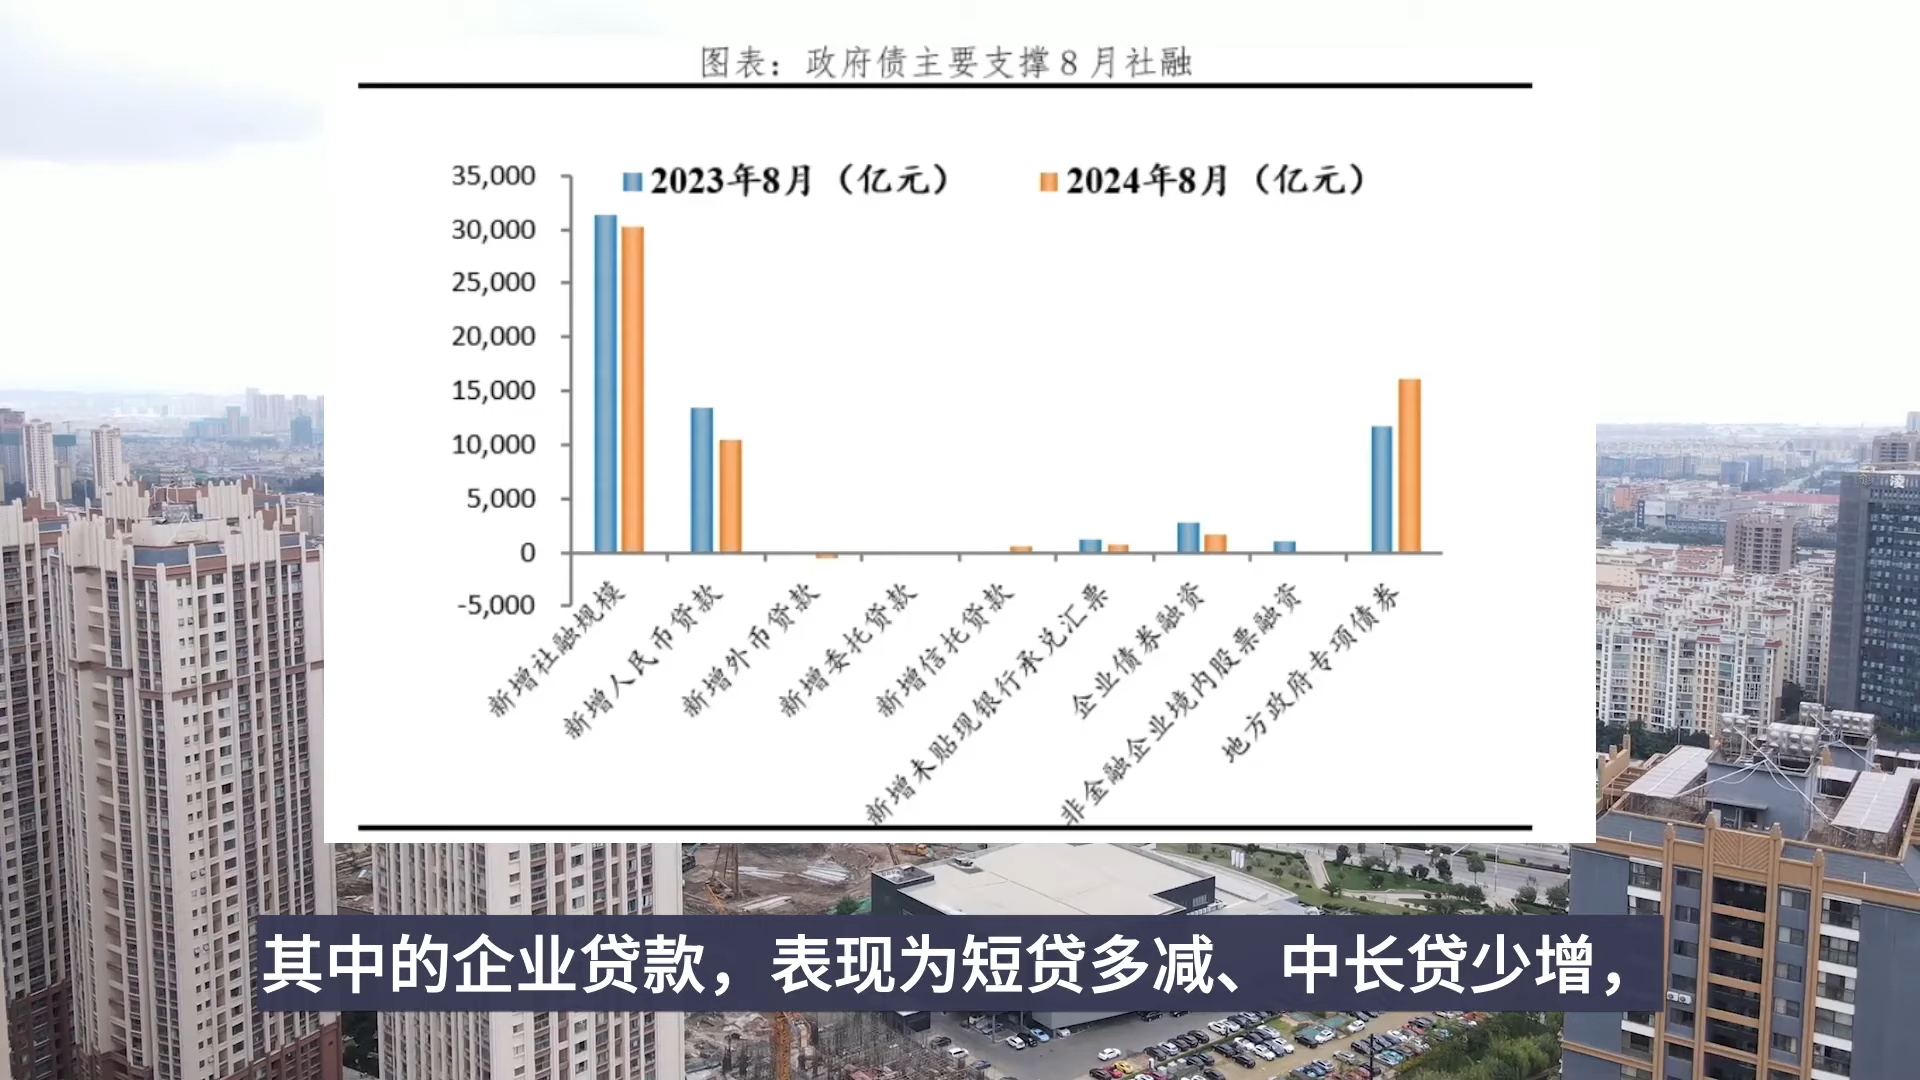 图表：政府债主要支撑8月社融
2023年8月（亿元）
2024年8月（亿元）
35,000
30,000
25,000
20,000
15,000
10,000
5,000
0
-5,000
新增社融规模
新增人民币贷款
新增外币贷款
新增委托贷款
新增信托贷款
新增未贴现银行承兑汇票
企业债券融资
非金融企业境内股票融资
地方政府专项债券
其中的企业贷款，表现为短贷多减、中长贷少增，